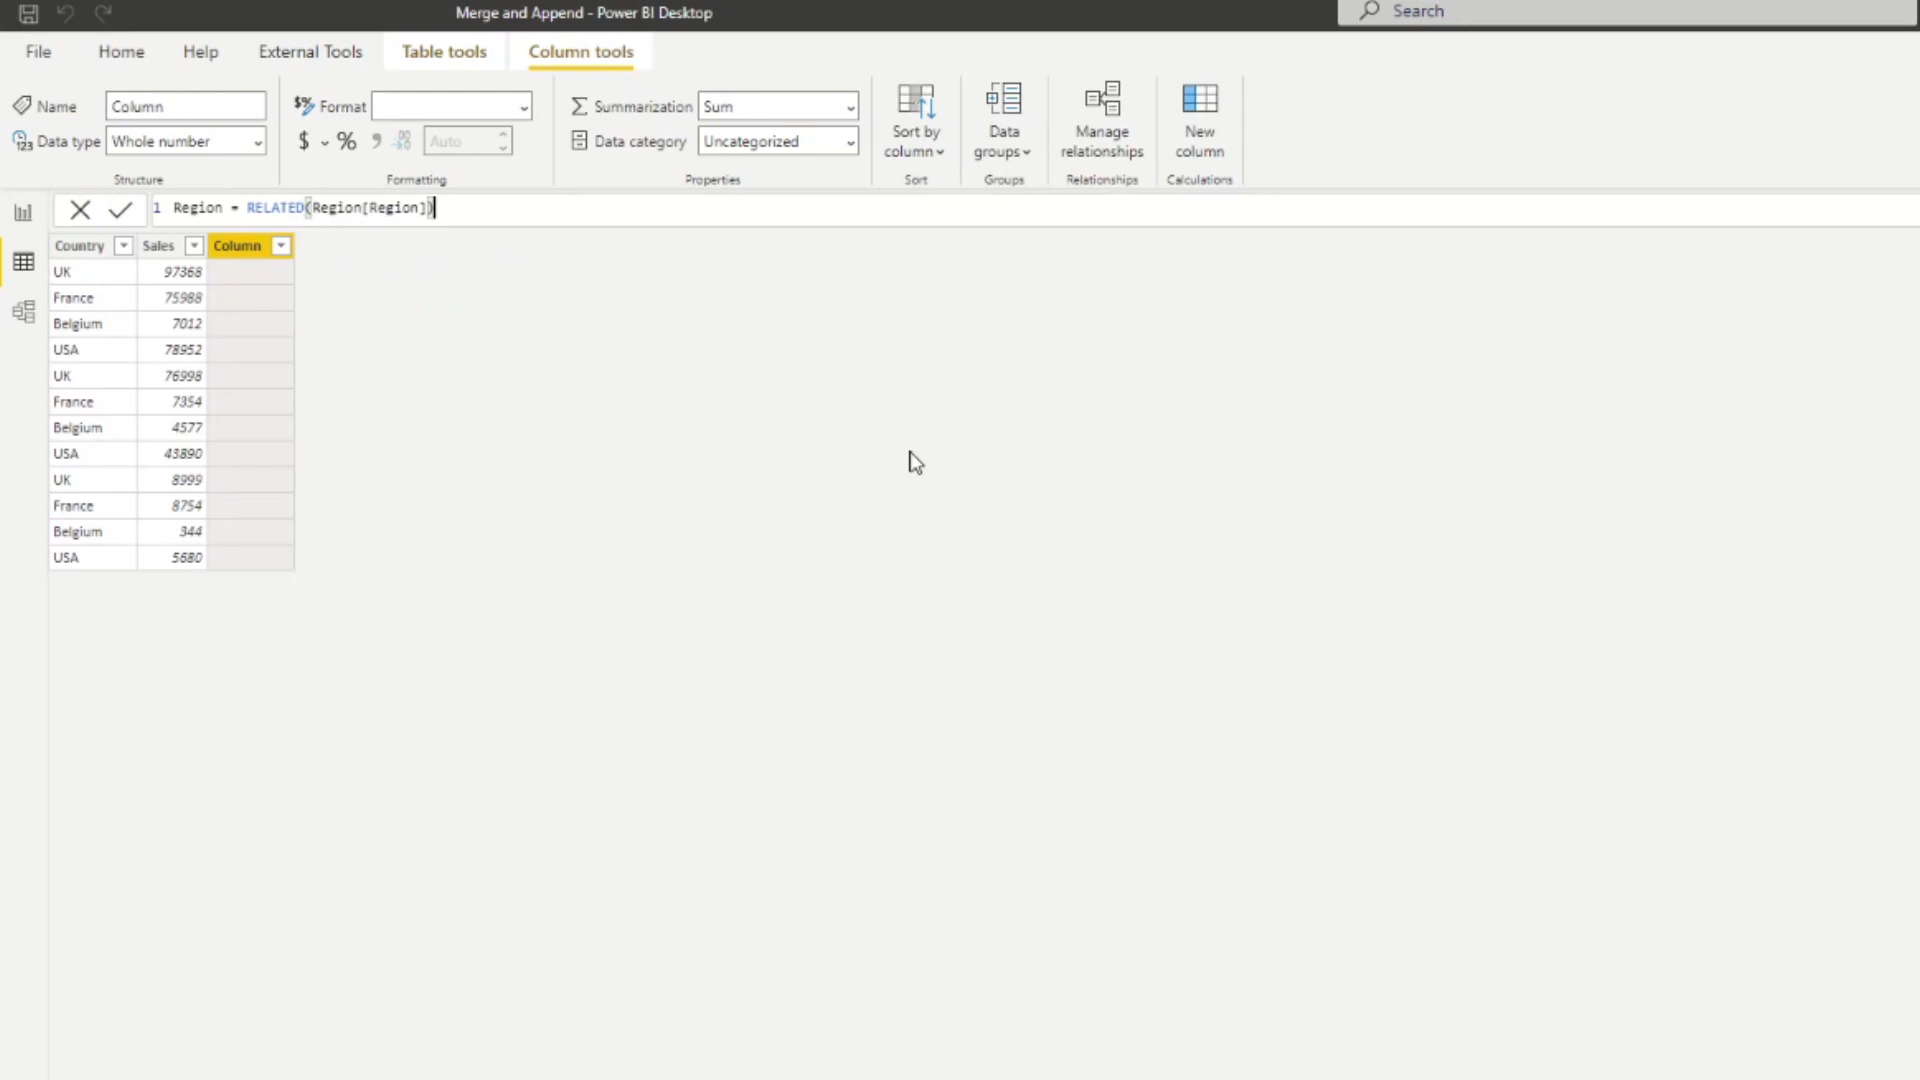 Merge and Append - Power BI Desktop
Search
File Home Help External Tools Table tools Column tools
Name Column
Data type Whole number
Structure
$% Format
$ % 9 .00 Auto
Formatting
Summarization Sum
Data category Uncategorized
Properties
Sort by column
Sort
Data groups
Groups
Manage relationships
Relationships
New column
Calculations
1 Region = RELATED(Region[Region])
Country Sales Column
UK 97368
France 75988
Belgium 7012
USA 78952
UK 76998
France 7354
Belgium 4577
USA 43890
UK 8999
France 8754
Belgium 344
USA 5680